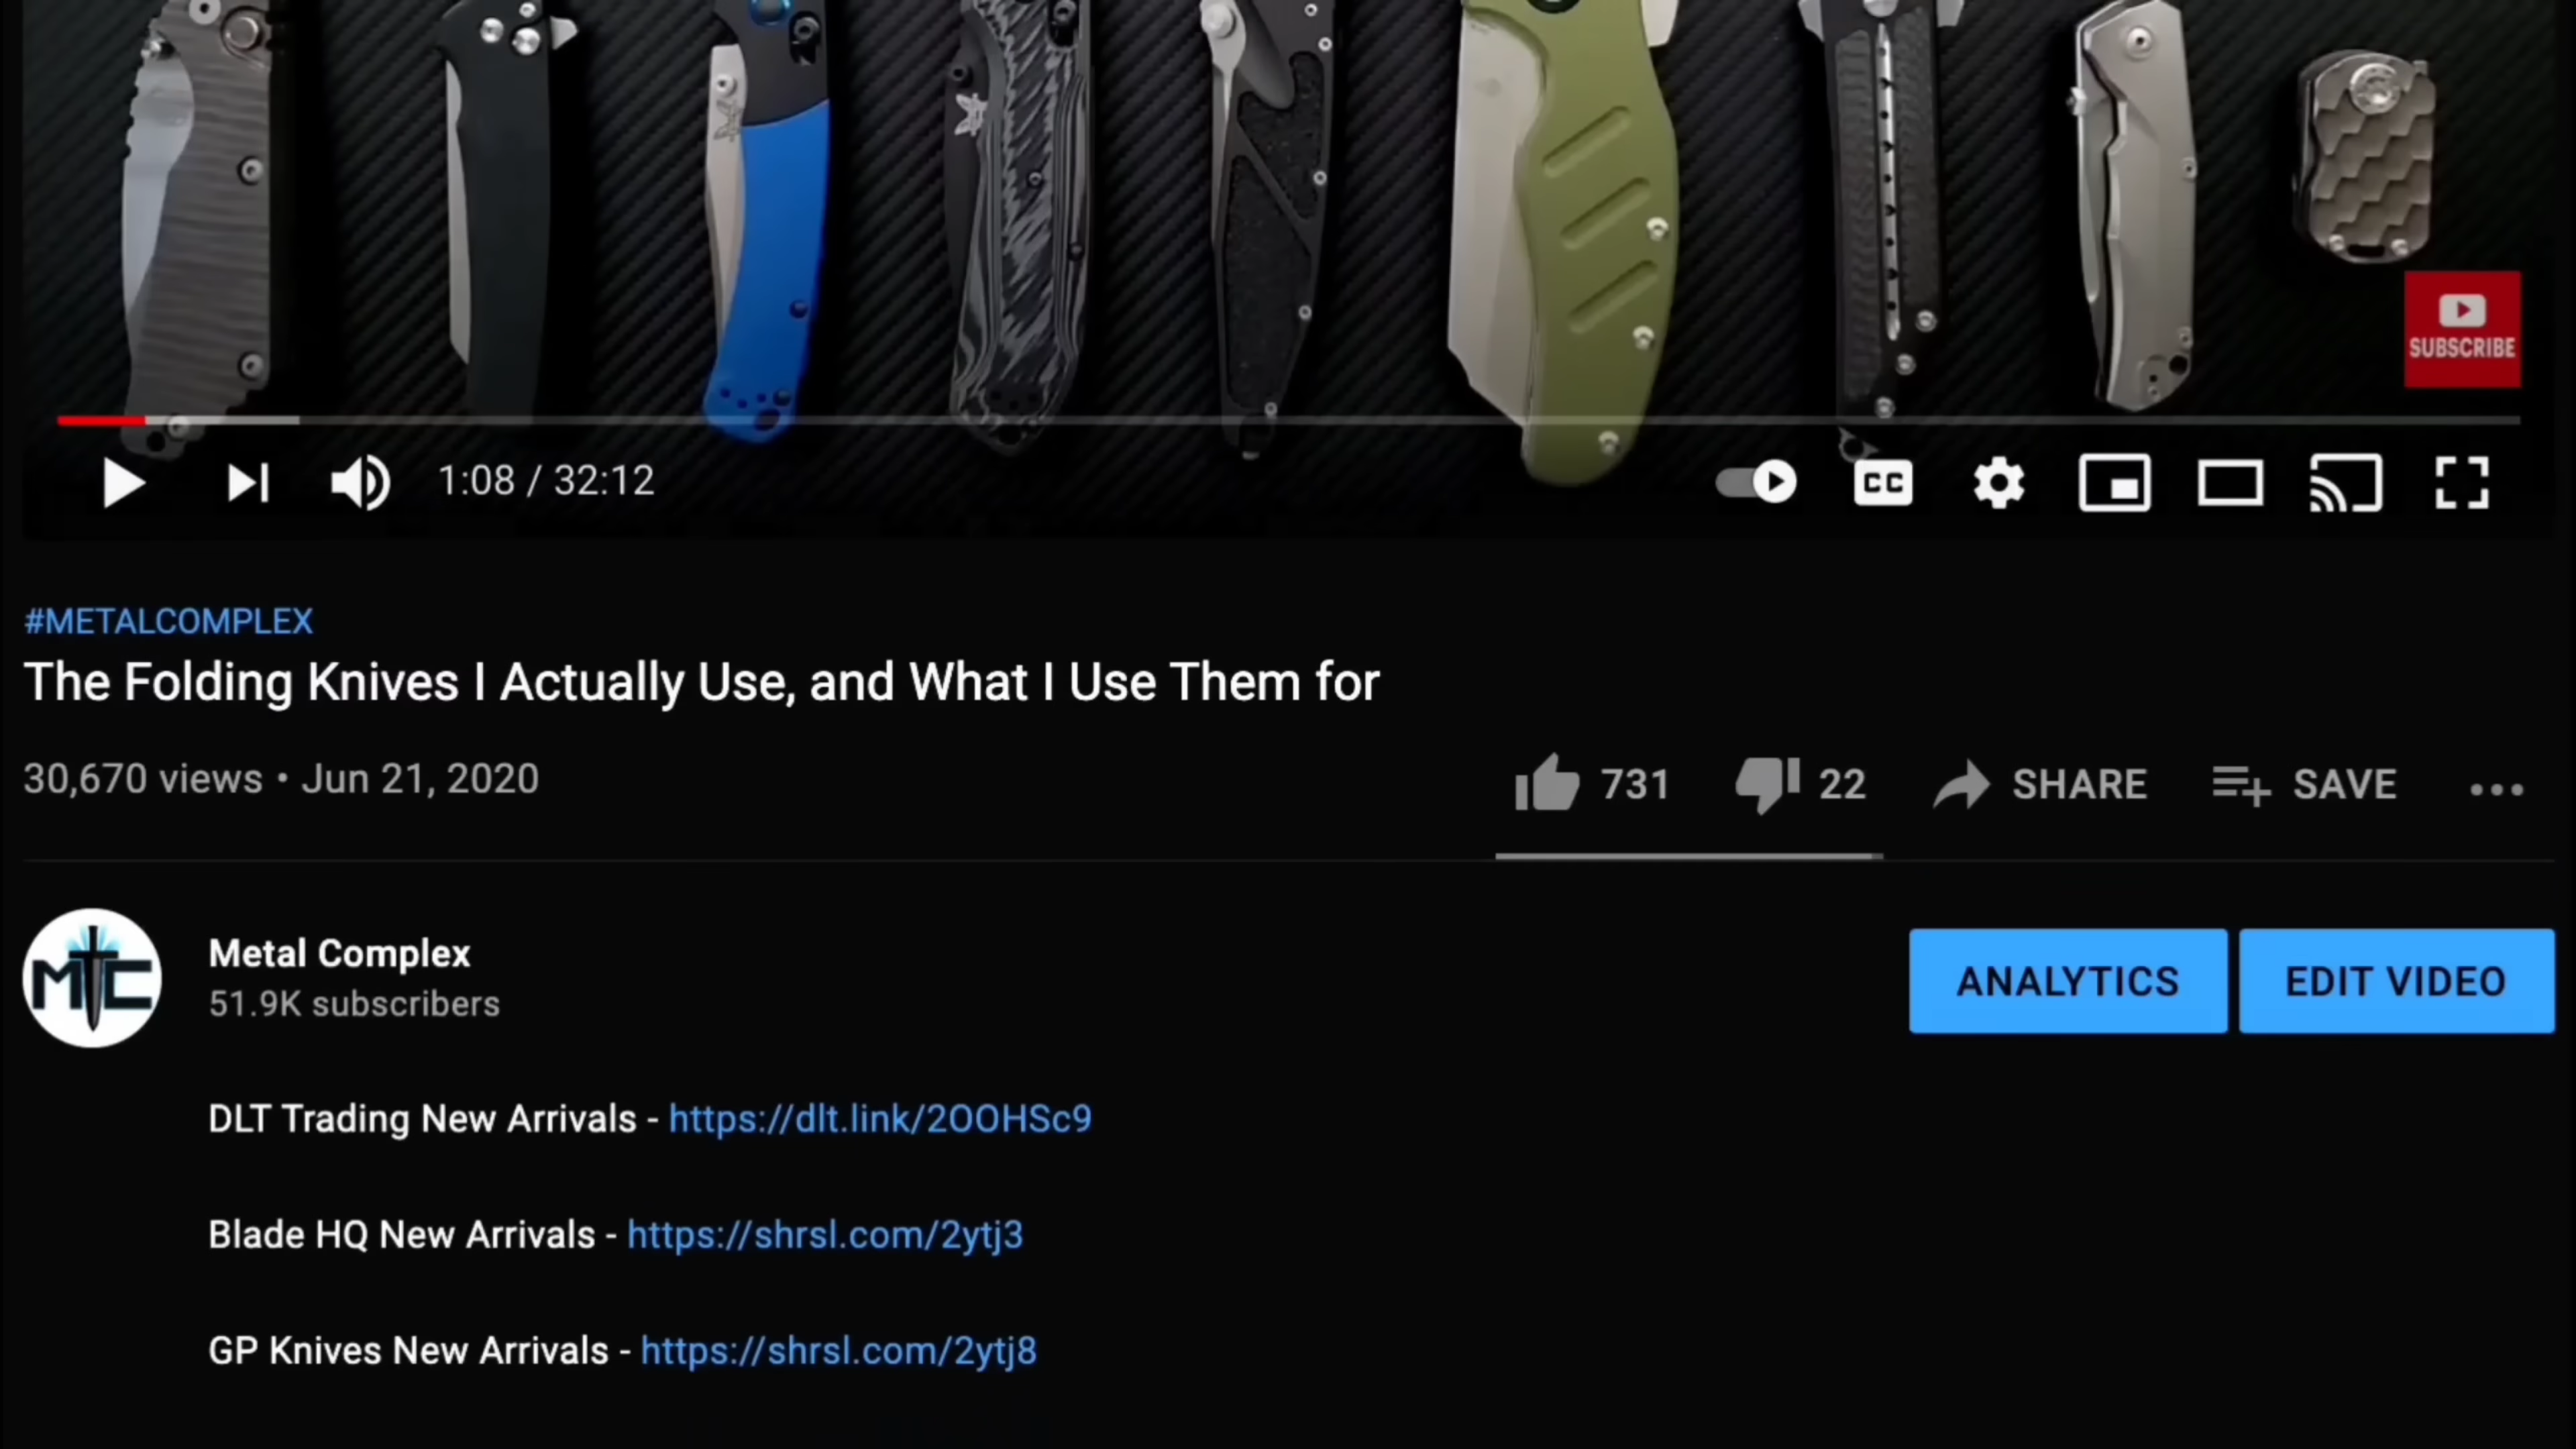 SUBSCRIBE
1:08 / 32:12
CC
#METALCOMPLEX
The Folding Knives I Actually Use, and What I Use Them for
30,670 views • Jun 21, 2020
731 22 SHARE SAVE
MTC
Metal Complex
51.9K subscribers
ANALYTICS EDIT VIDEO
DLT Trading New Arrivals - https://dlt.link/2OOHSc9
Blade HQ New Arrivals - https://shrsl.com/2ytj3
GP Knives New Arrivals - https://shrsl.com/2ytj8